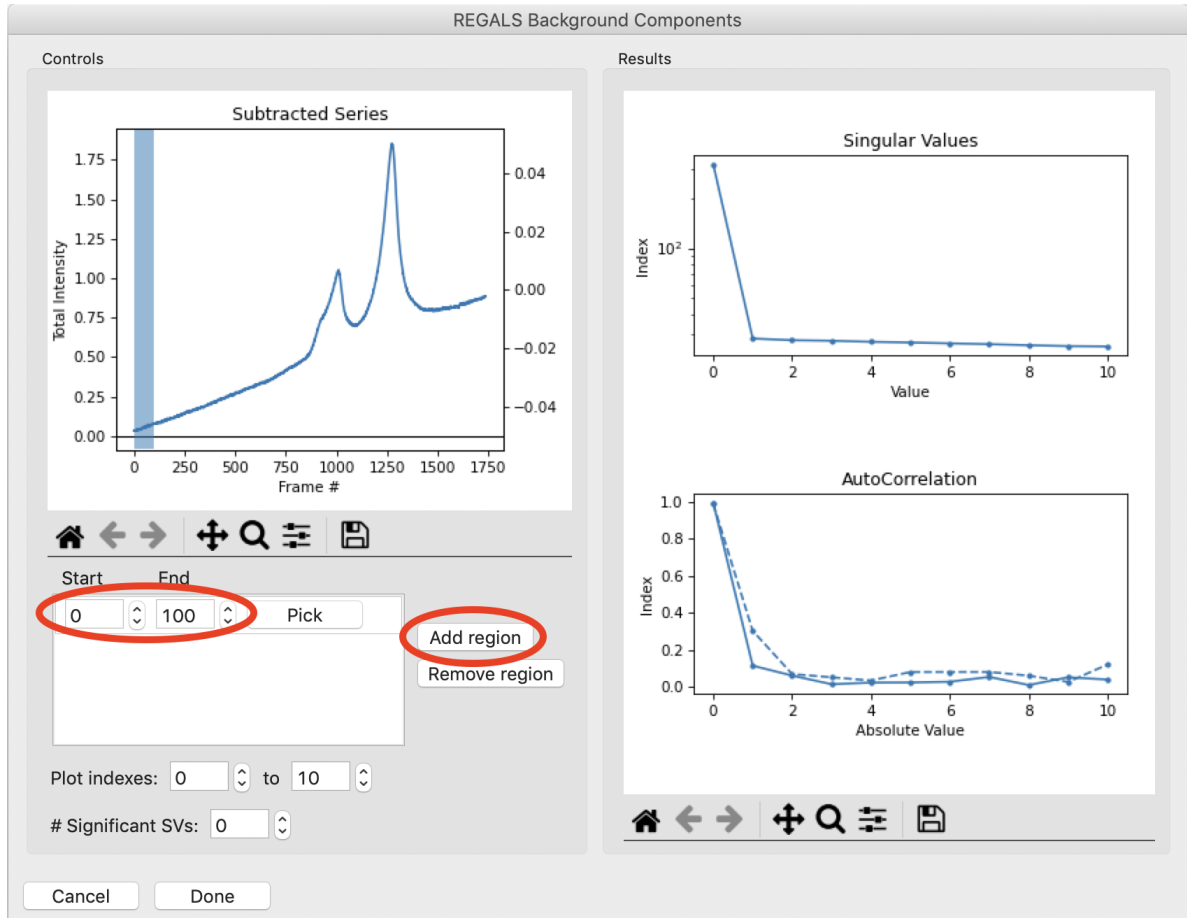 REGALS Background Components
Controls
Subtracted Series
Total Intensity
1.75
1.50
1.25
1.00
0.75
0.50
0.25
0.00
0.04
0.02
0.00
−0.02
−0.04
0 250 500 750 1000 1250 1500 1750
Frame #
Start End
0 100 Pick
Add region
Remove region
Plot indexes: 0 to 10
# Significant SVs: 0
Cancel Done
Results
Singular Values
Index
10²
0 2 4 6 8 10
Value
AutoCorrelation
Index
1.0
0.8
0.6
0.4
0.2
0.0
0 2 4 6 8 10
Absolute Value